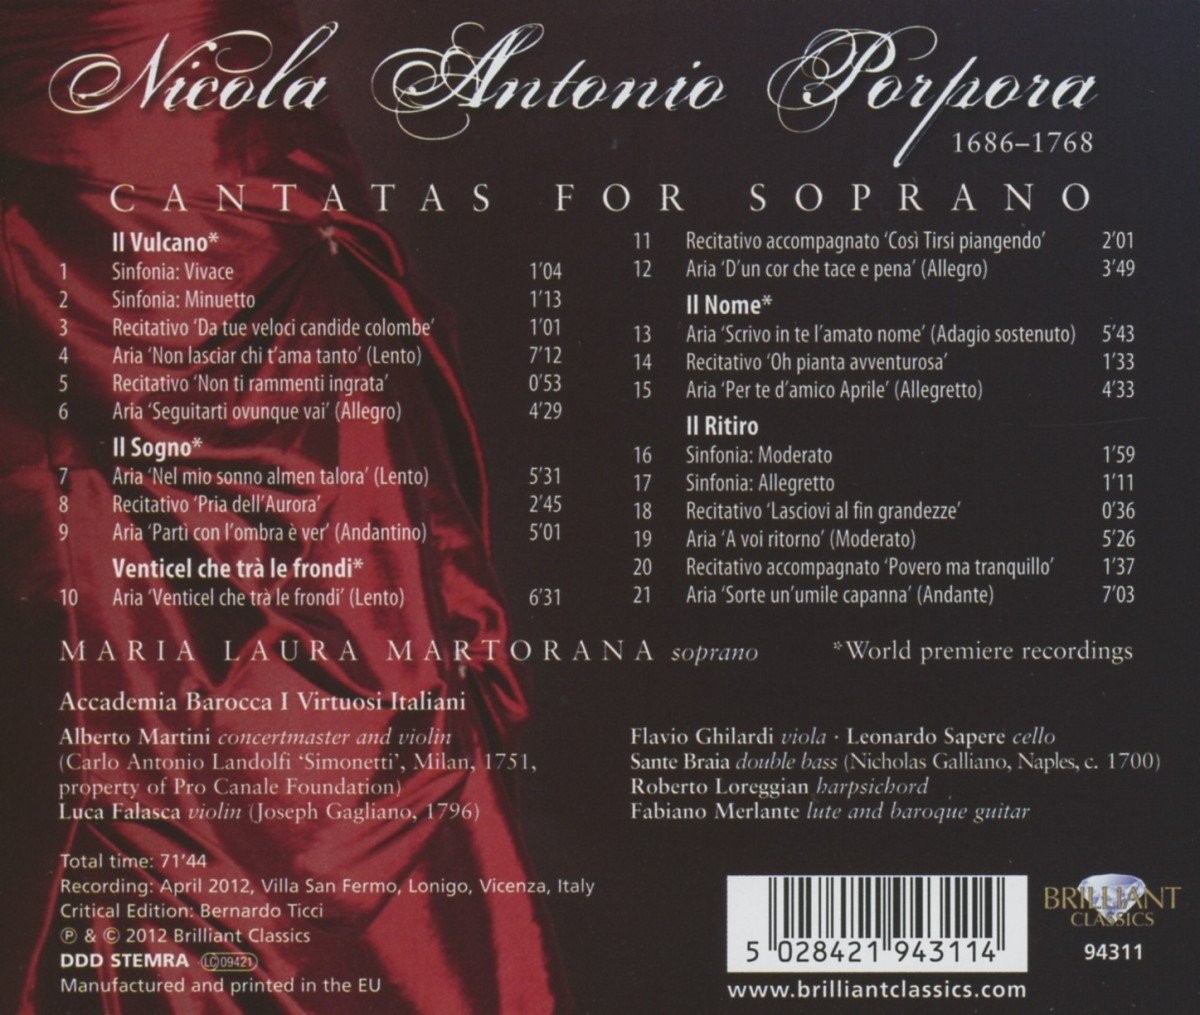 Nicola Antonio Porpora
1686–1768
CANTATAS FOR SOPRANO
Il Vulcano*
1 Sinfonia: Vivace 1'04
2 Sinfonia: Minuetto 1'13
3 Recitativo ‘Da tue veloci candide colombe’ 1'01
4 Aria ‘Non lasciar chi t’ama tanto’ (Lento) 7'12
5 Recitativo ‘Non ti rammenti ingrata’ 0'53
6 Aria ‘Seguitarti ovunque vai’ (Allegro) 4'29
Il Sogno*
7 Aria ‘Nel mio sonno almen talora’ (Lento) 5'31
8 Recitativo ‘Pria dell’Aurora’ 2'45
9 Aria ‘Partì con l’ombra è ver’ (Andantino) 5'01
Venticel che trà le frondi*
10 Aria ‘Venticel che trà le frondi’ (Lento) 6'31
11 Recitativo accompagnato ‘Così Tirsi piangendo’ 2'01
12 Aria ‘D’un cor che tace e pena’ (Allegro) 3'49
Il Nome*
13 Aria ‘Scrivo in te l’amato nome’ (Adagio sostenuto) 5'43
14 Recitativo ‘Oh pianta avventurosa’ 1'33
15 Aria ‘Per te d’amico Aprile’ (Allegretto) 4'33
Il Ritiro
16 Sinfonia: Moderato 1'59
17 Sinfonia: Allegretto 1'11
18 Recitativo ‘Lasciovi al fin grandezze’ 0'36
19 Aria ‘A voi ritorno’ (Moderato) 5'26
20 Recitativo accompagnato ‘Povero ma tranquillo’ 1'37
21 Aria ‘Sorte un’umile capanna’ (Andante) 7'03
MARIA LAURA MARTORANA soprano
*World premiere recordings
Accademia Barocca I Virtuosi Italiani
Alberto Martini concertmaster and violin
(Carlo Antonio Landolfi ‘Simonetti’, Milan, 1751,
property of Pro Canale Foundation)
Luca Falasca violin (Joseph Gagliano, 1796)
Flavio Ghilardi viola · Leonardo Sapere cello
Sante Braia double bass (Nicholas Galliano, Naples, c. 1700)
Roberto Loreggian harpsichord
Fabiano Merlante lute and baroque guitar
Total time: 71'44
Recording: April 2012, Villa San Fermo, Lonigo, Vicenza, Italy
Critical Edition: Bernardo Ticci
℗ & © 2012 Brilliant Classics
DDD STEMRA LC 09421
Manufactured and printed in the EU
5 028421 943114
www.brilliantclassics.com
BRILLIANT
CLASSICS
94311